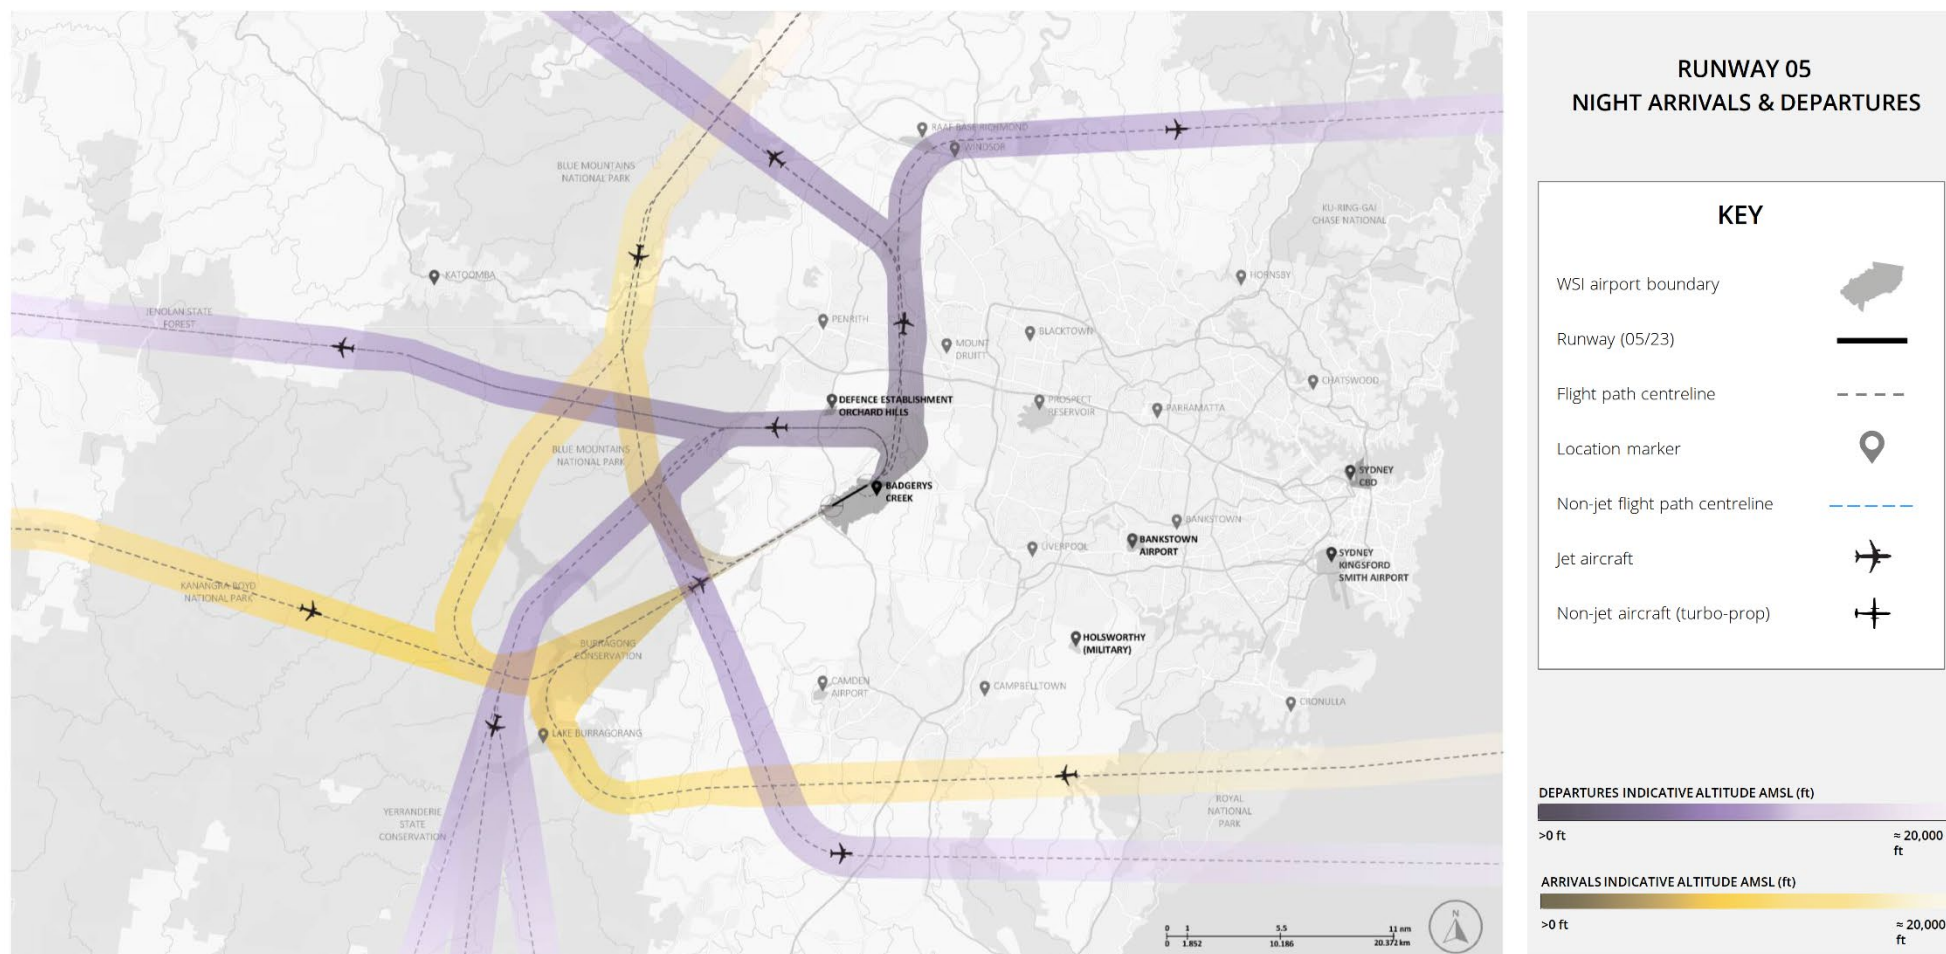 RUNWAY 05
NIGHT ARRIVALS & DEPARTURES
KEY
WSI airport boundary
Runway (05/23)
Flight path centreline
Location marker
Non-jet flight path centreline
Jet aircraft
Non-jet aircraft (turbo-prop)
DEPARTURES INDICATIVE ALTITUDE AMSL (ft)
>0 ft
≈ 20,000
ft
ARRIVALS INDICATIVE ALTITUDE AMSL (ft)
>0 ft
≈ 20,000
ft
RAAF BASE RICHMOND
WINDSOR
BLUE MOUNTAINS
NATIONAL PARK
KU-RING-GAI
CHASE NATIONAL
KATOOMBA
HORNSBY
JENOLAN STATE
FOREST
PENRITH
BLACKTOWN
MOUNT
DRUITT
CHATSWOOD
DEFENCE ESTABLISHMENT
ORCHARD HILLS
PROSPECT
RESERVOIR
PARRAMATTA
BLUE MOUNTAINS
NATIONAL PARK
SYDNEY
CBD
BADGERYS
CREEK
BANKSTOWN
BANKSTOWN
AIRPORT
LIVERPOOL
SYDNEY
KINGSFORD
SMITH AIRPORT
KANANGRA-BOYD
NATIONAL PARK
BURRAGONG
CONSERVATION
HOLSWORTHY
(MILITARY)
CAMDEN
AIRPORT
CAMPBELLTOWN
CRONULLA
LAKE BURRAGORANG
YERRANDERIE
STATE
CONSERVATION
ROYAL
NATIONAL
PARK
0 1 5.5 11 nm
0 1.852 10.186 20.372 km
N